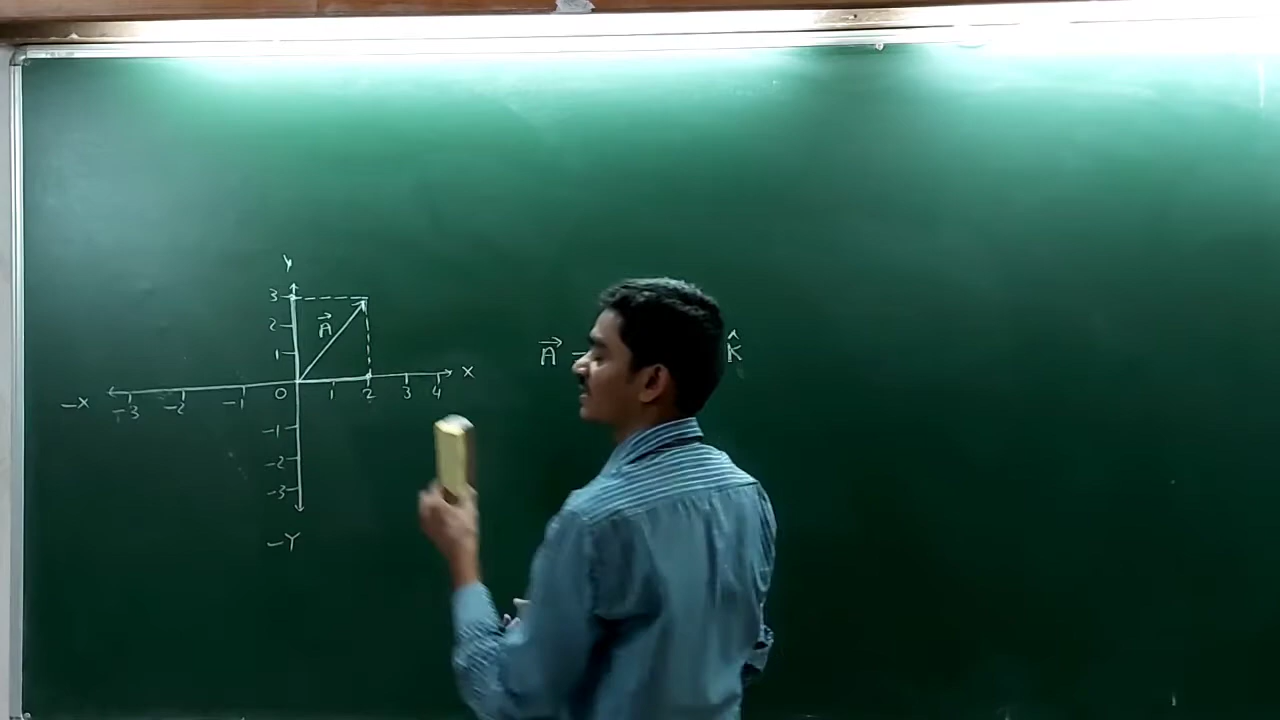 Y
3
2
A⃗
1
-X -3 -2 -1 0 1 2 3 4 X
-1
-2
-3
-Y
A⃗ = K̂